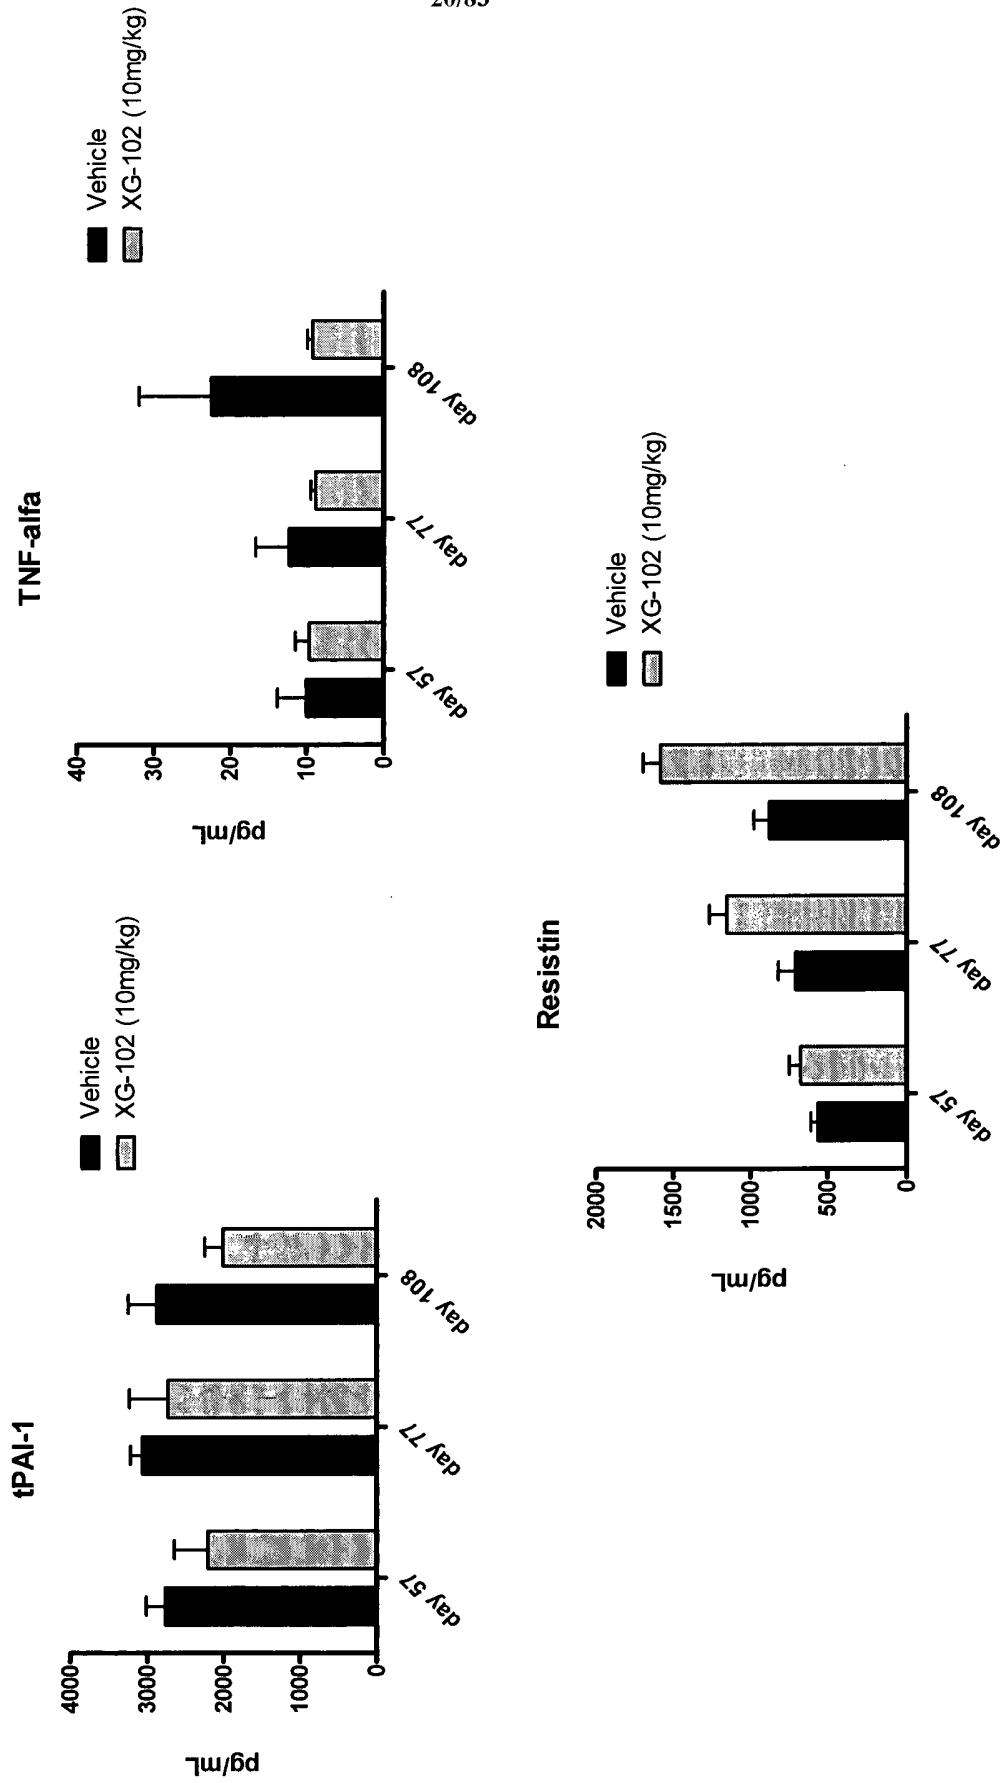 20/83
tPAI-1
pg/mL
4000
3000
2000
1000
0
day 57
day 77
day 108
Vehicle
XG-102 (10mg/kg)
TNF-alfa
pg/mL
40
30
20
10
0
day 57
day 77
day 108
Vehicle
XG-102 (10mg/kg)
Resistin
pg/mL
2000
1500
1000
500
0
day 57
day 77
day 108
Vehicle
XG-102 (10mg/kg)